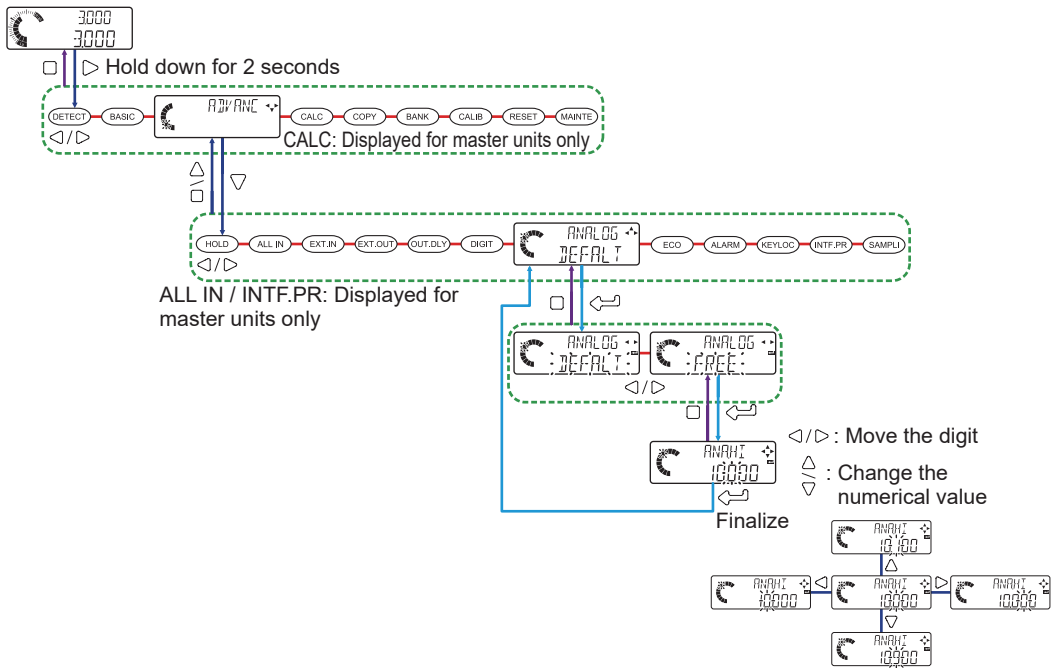 3.000
3.000
Hold down for 2 seconds
DETECT
BASIC
ADVANC
CALC
COPY
BANK
CALIB
RESET
MAINTE
/
CALC: Displayed for master units only
HOLD
ALL IN
EXT.IN
EXT.OUT
OUT.DLY
DIGIT
ANALOG
DEFALT
ECO
ALARM
KEYLOC
INTF.PR
SAMPLI
/
ALL IN / INTF.PR: Displayed for
master units only
ANALOG
DEFALT
ANALOG
FREE
/
ANAHI
10.000
/ : Move the digit
/ : Change the
numerical value
Finalize
ANAHI
10.100
ANAHI
10.000
ANAHI
10.000
ANAHI
10.000
ANAHI
10.900